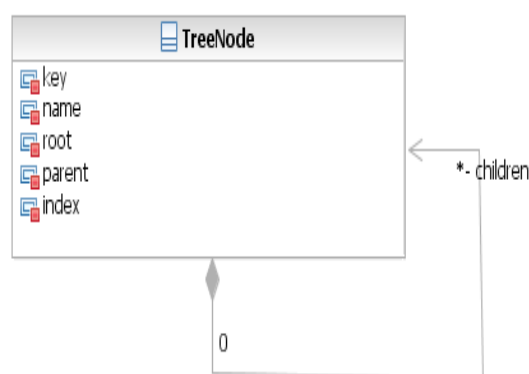 TreeNode
key
name
root
parent
index
*- children
0